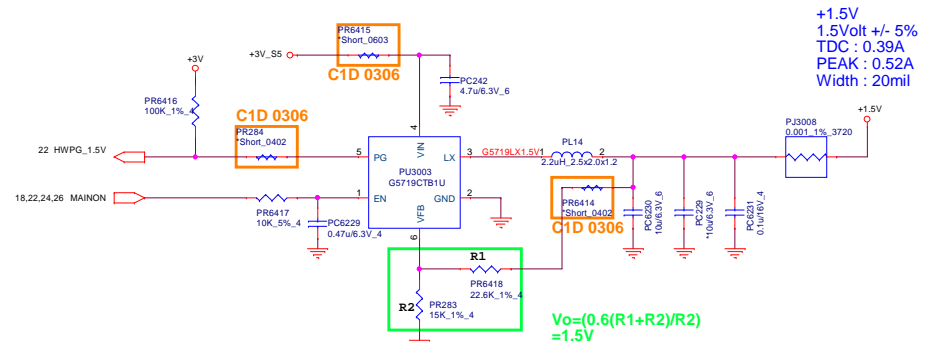 +1.5V
1.5Volt +/- 5%
TDC : 0.39A
PEAK : 0.52A
Width : 20mil
PR6415
*Short_0603
+3V_S5
C1D 0306
+3V
PC242
4.7u/6.3V_6
PR6416
100K_1%_4
C1D 0306
PR284
*Short_0402
22 HWPG_1.5V
18,22,24,26 MAINON
PR6417
10K_5%_4
PC6229
0.47u/6.3V_4
4
VIN
5
PG
PU3003
G5719CTB1U
LX
3
1
EN
GND
2
VFB
6
G5719LX1.5V
1
PL14
2
2.2uH_2.5x2.0x1.2
PJ3008
0.001_1%_3720
+1.5V
PR6414
*Short_0402
C1D 0306
PC6230
10u/6.3V_6
PC229
*10u/6.3V_6
PC6231
0.1u/16V_4
R1
PR6418
22.6K_1%_4
R2
PR283
15K_1%_4
Vo=(0.6(R1+R2)/R2)
=1.5V